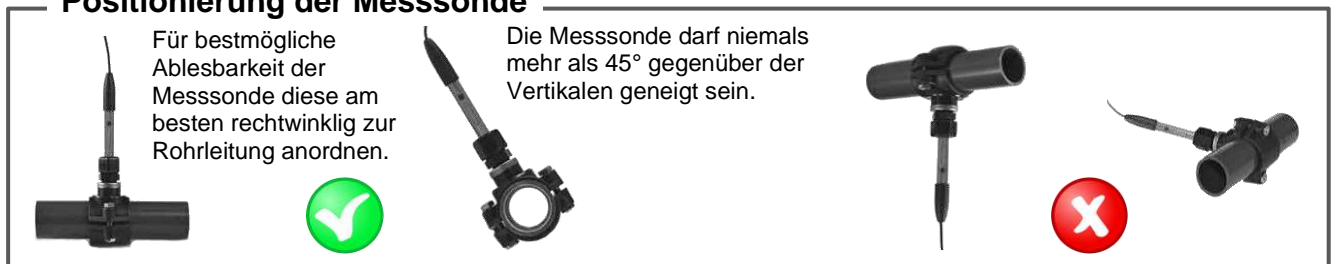 Positionierung der Messsonde
Für bestmögliche
Ablesbarkeit der
Messsonde diese am
besten rechtwinklig zur
Rohrleitung anordnen.
Die Messsonde darf niemals
mehr als 45° gegenüber der
Vertikalen geneigt sein.